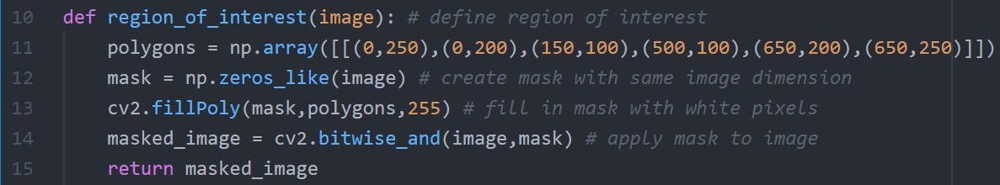 10 def region_of_interest(image): # define region of interest
11     polygons = np.array([[(0,250),(0,200),(150,100),(500,100),(650,200),(650,250)]])
12     mask = np.zeros_like(image) # create mask with same image dimension
13     cv2.fillPoly(mask,polygons,255) # fill in mask with white pixels
14     masked_image = cv2.bitwise_and(image,mask) # apply mask to image
15     return masked_image